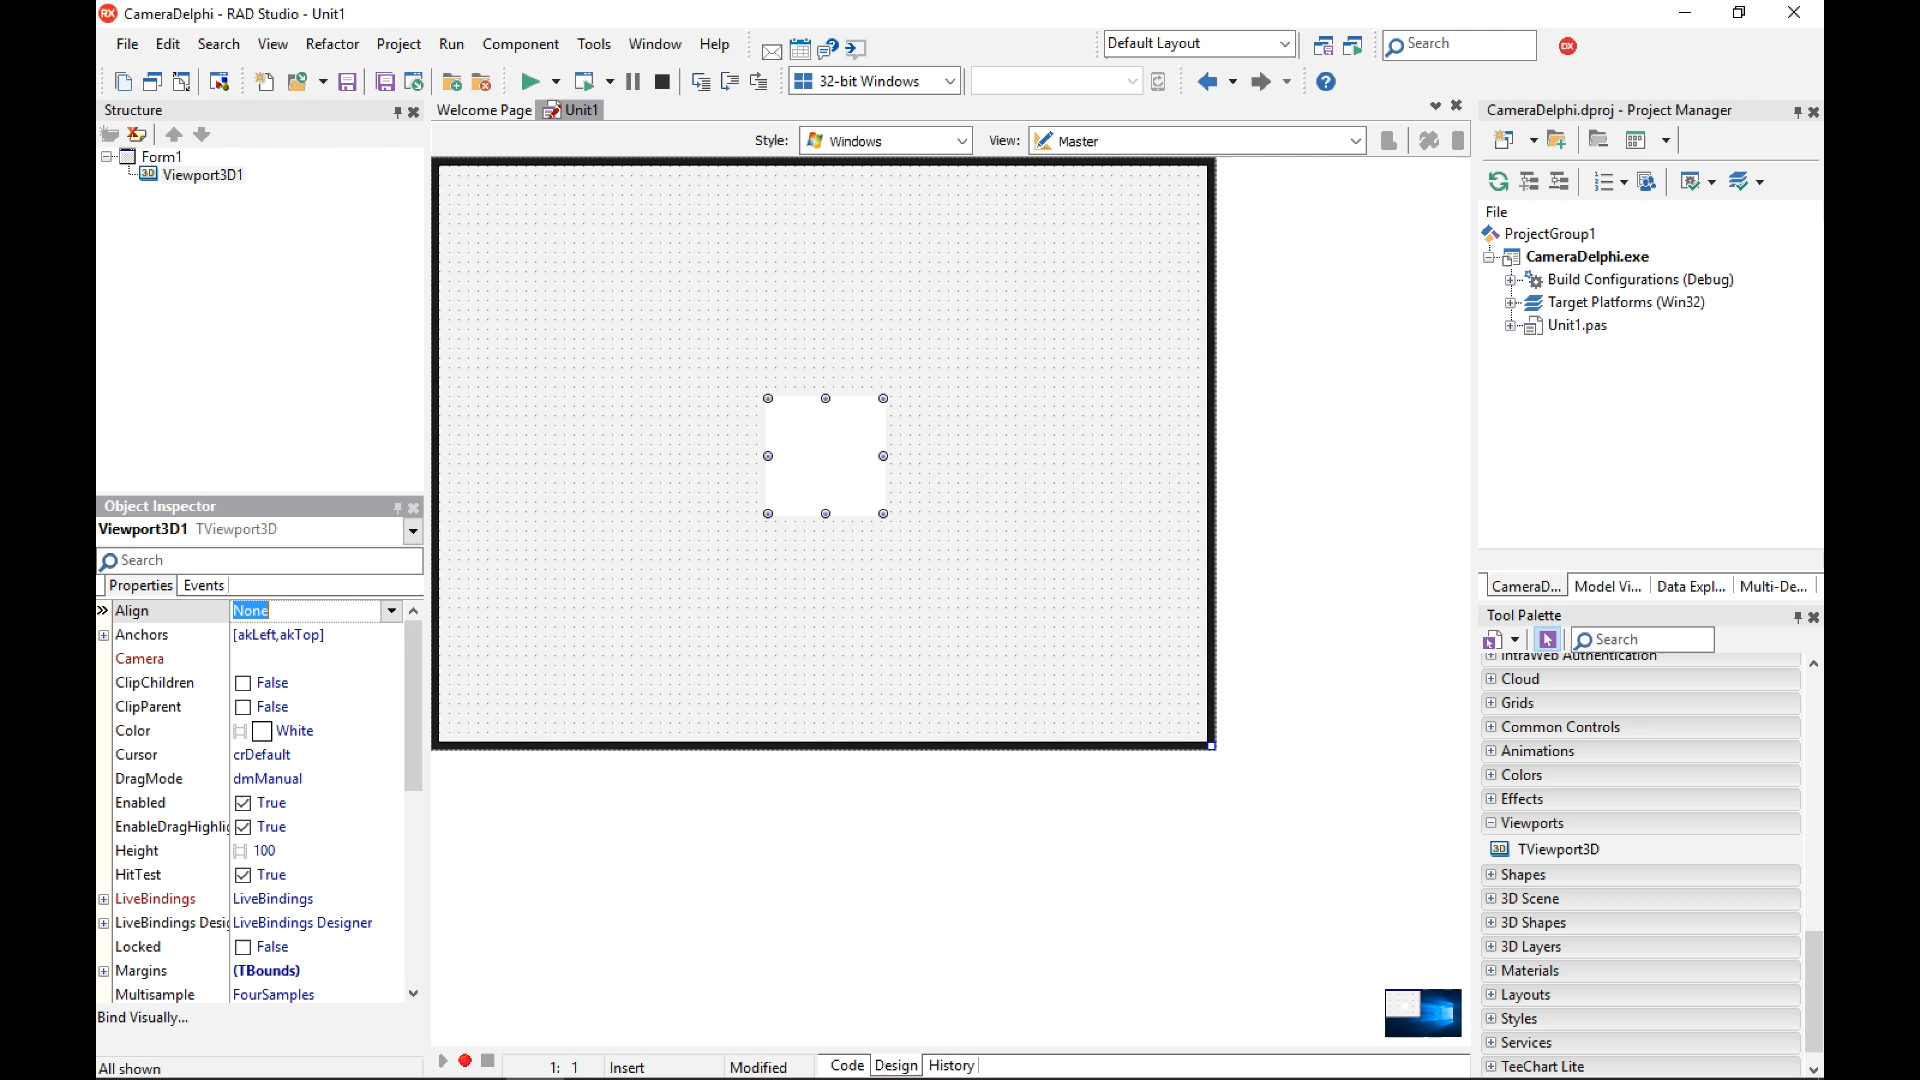 CameraDelphi - RAD Studio - Unit1
File Edit Search View Refactor Project Run Component Tools Window Help
Default Layout
Search
32-bit Windows
Structure
Welcome Page
Unit1
CameraDelphi.dproj - Project Manager
Style:
Windows
View:
Master
Form1
Viewport3D1
File
ProjectGroup1
CameraDelphi.exe
Build Configurations (Debug)
Target Platforms (Win32)
Unit1.pas
Object Inspector
Viewport3D1 TViewport3D
Search
Properties Events
Align None
Anchors [akLeft,akTop]
Camera
ClipChildren False
ClipParent False
Color White
Cursor crDefault
DragMode dmManual
Enabled True
EnableDragHighlig True
Height 100
HitTest True
LiveBindings LiveBindings
LiveBindings Desig LiveBindings Designer
Locked False
Margins (TBounds)
Multisample FourSamples
Bind Visually...
All shown
1: 1
Insert
Modified
Code Design History
CameraD... Model Vi... Data Expl... Multi-De...
Tool Palette
Search
IntraWeb Authentication
Cloud
Grids
Common Controls
Animations
Colors
Effects
Viewports
3D TViewport3D
Shapes
3D Scene
3D Shapes
3D Layers
Materials
Layouts
Styles
Services
TeeChart Lite